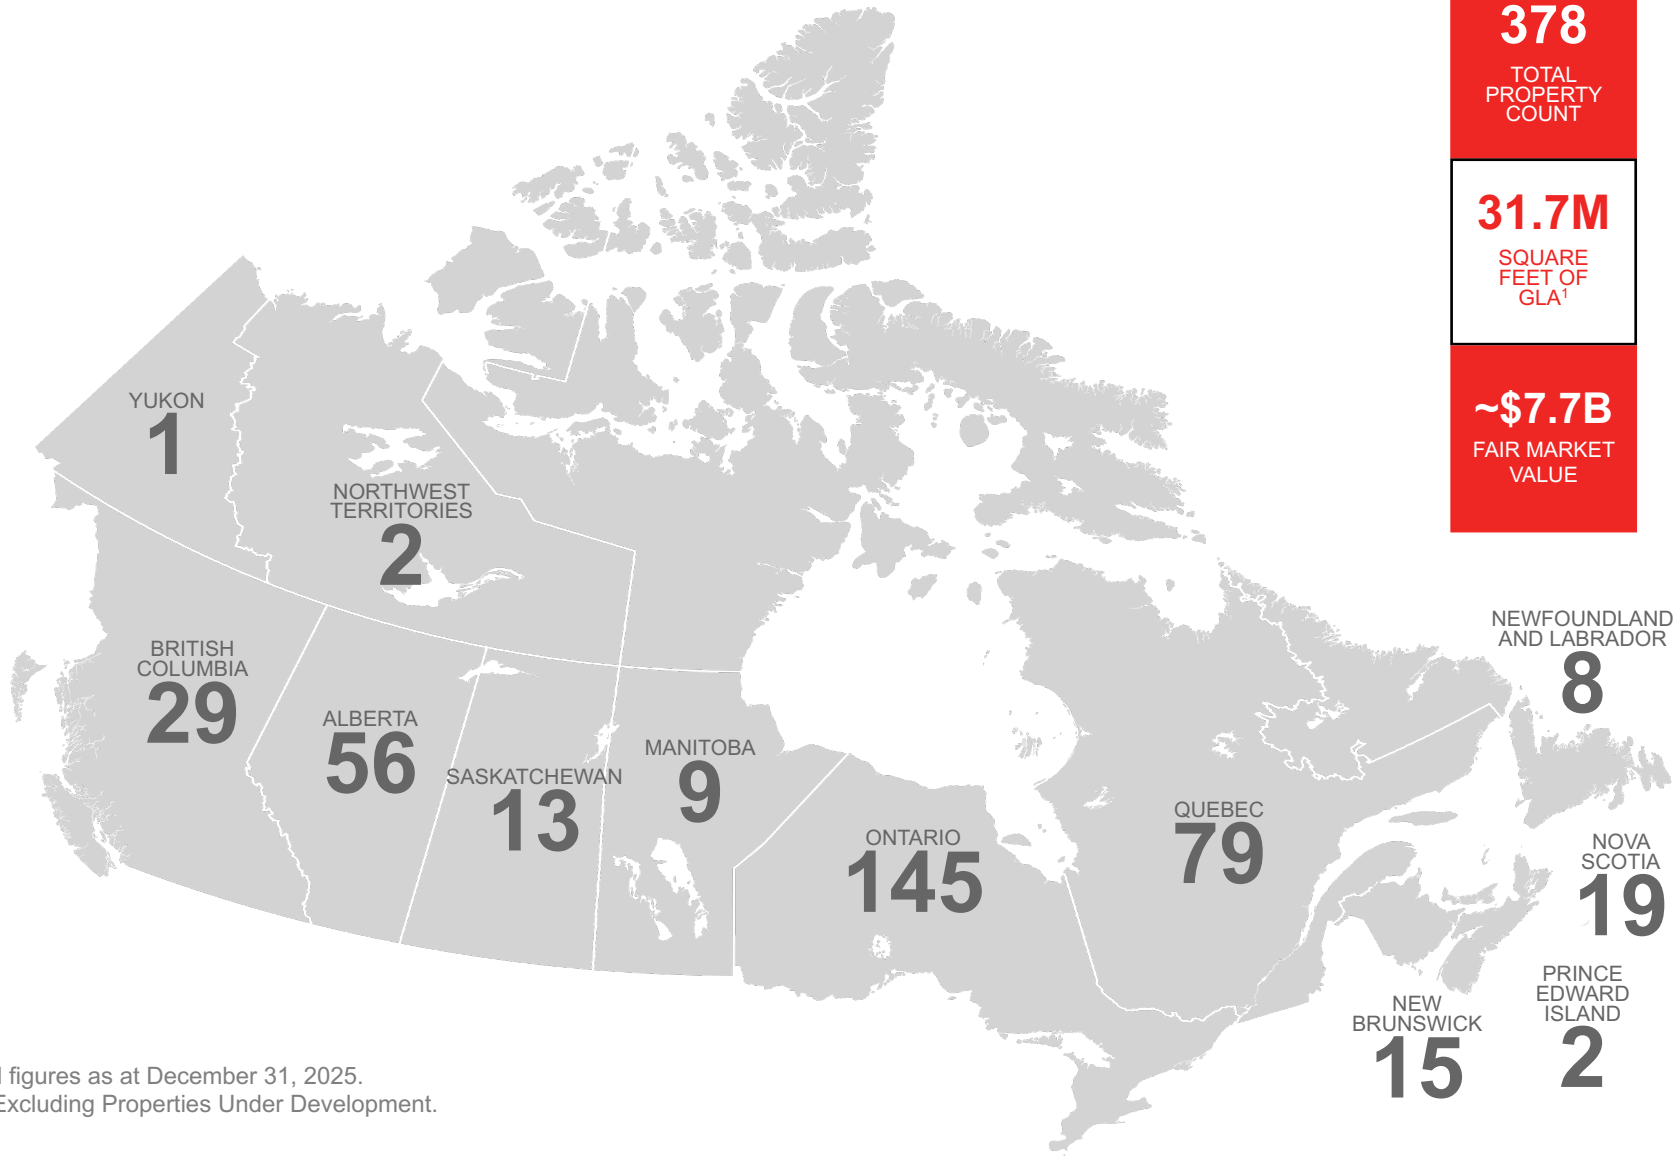 378
TOTAL
PROPERTY
COUNT
31.7M
SQUARE
FEET OF
GLA¹
~$7.7B
FAIR MARKET
VALUE
YUKON
1
NORTHWEST
TERRITORIES
2
BRITISH
COLUMBIA
29
ALBERTA
56
SASKATCHEWAN
13
MANITOBA
9
ONTARIO
145
QUEBEC
79
NEWFOUNDLAND
AND LABRADOR
8
NOVA
SCOTIA
19
PRINCE
EDWARD
ISLAND
2
NEW
BRUNSWICK
15
figures as at December 31, 2025.
Excluding Properties Under Development.